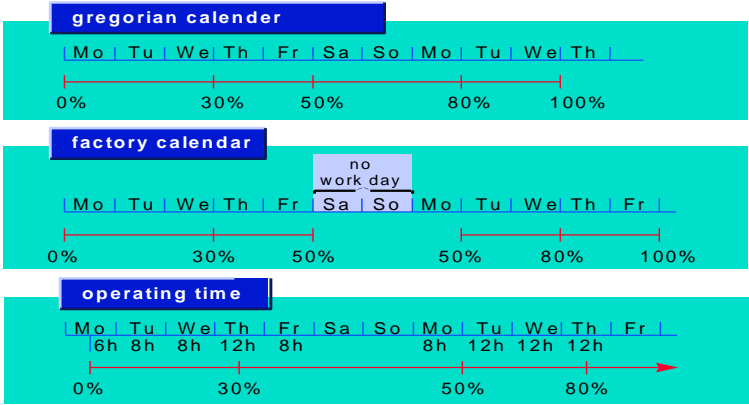 gregorian calender
Mo Tu We Th Fr Sa So Mo Tu We Th
0% 30% 50% 80% 100%
factory calendar
no
work day
Mo Tu We Th Fr Sa So Mo Tu We Th Fr
0% 30% 50% 50% 80% 100%
operating time
Mo Tu We Th Fr Sa So Mo Tu We Th Fr
6h 8h 8h 12h 8h 8h 12h 12h 12h
0% 30% 50% 80%